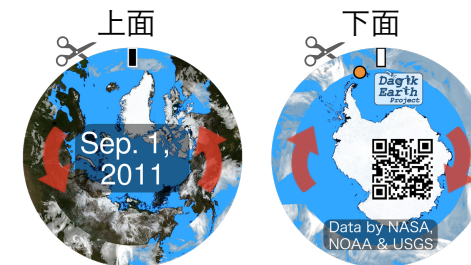 上面
下面
Sep. 1,
2011
Dagik
Earth
Project
Data by NASA,
NOAA & USGS